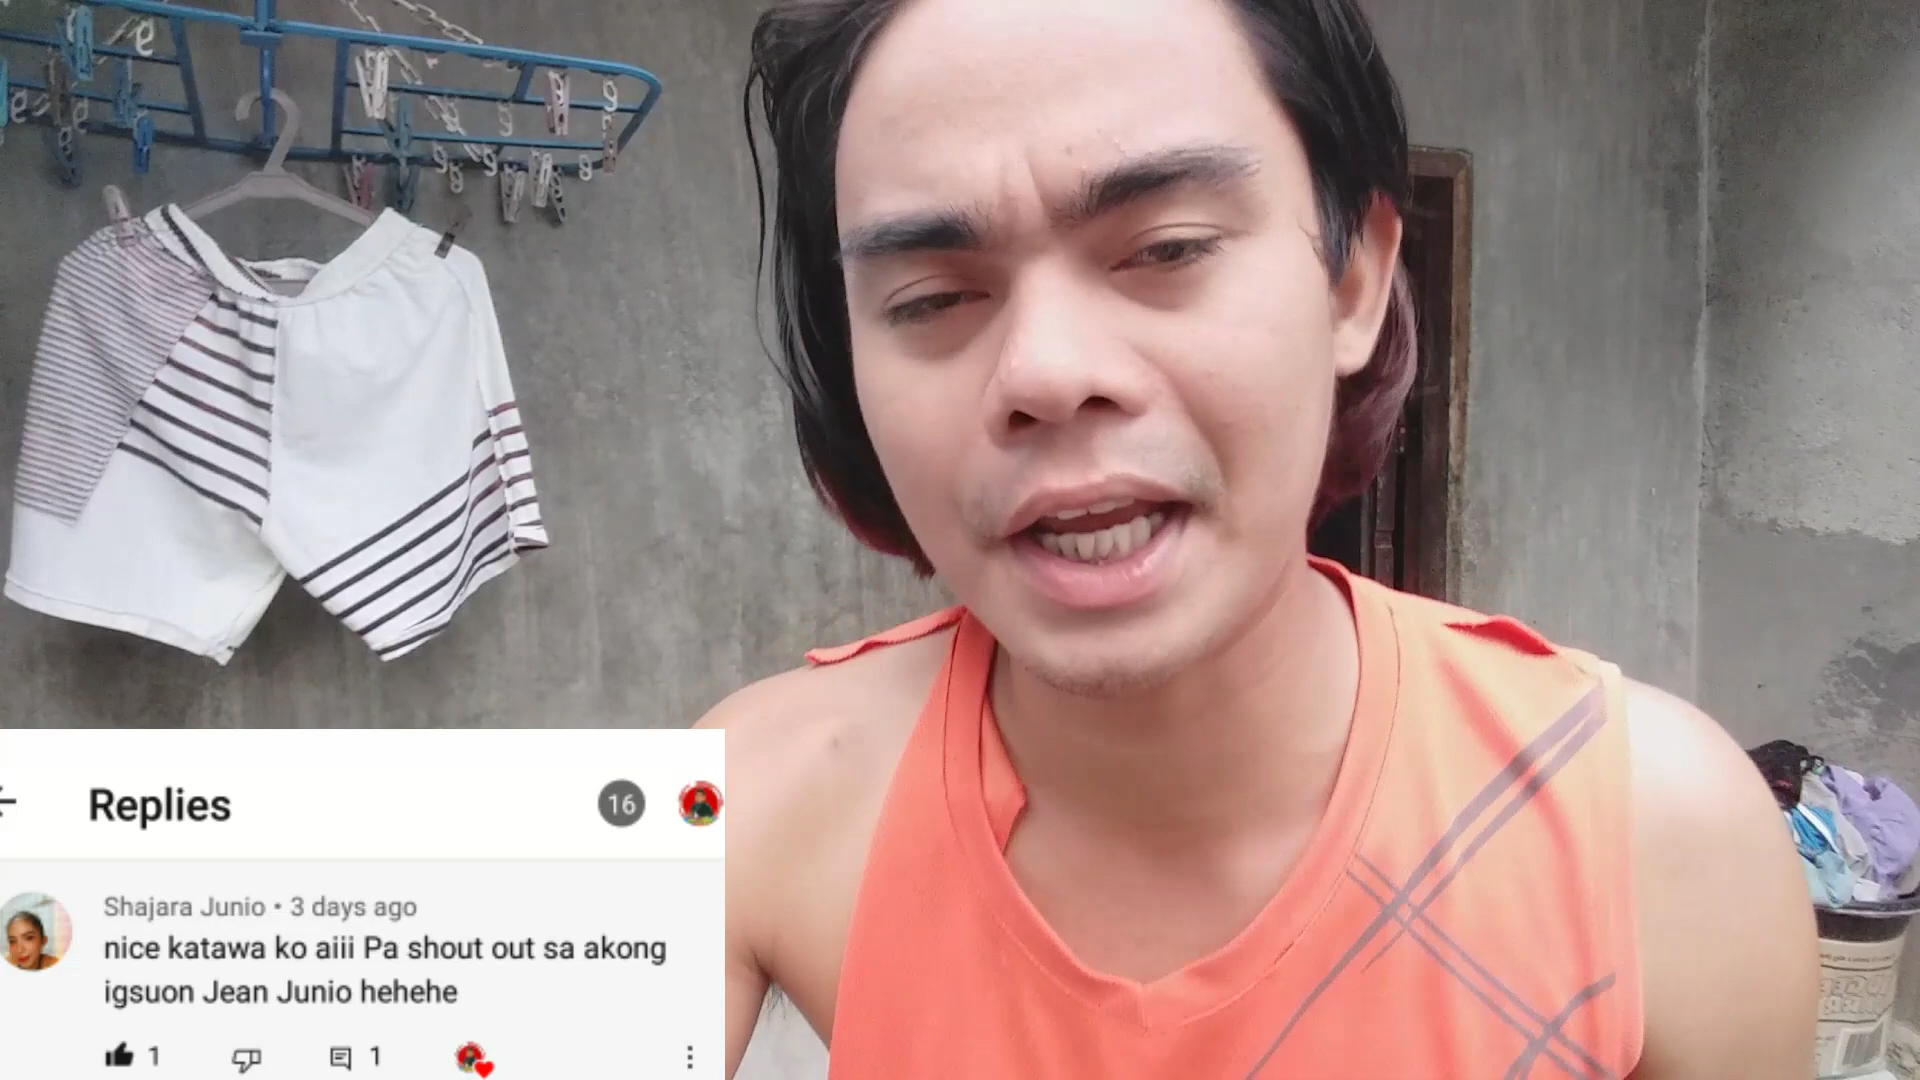 Replies
16
Shajara Junio • 3 days ago
nice katawa ko aiii Pa shout out sa akong
igsuon Jean Junio hehehe
1
1